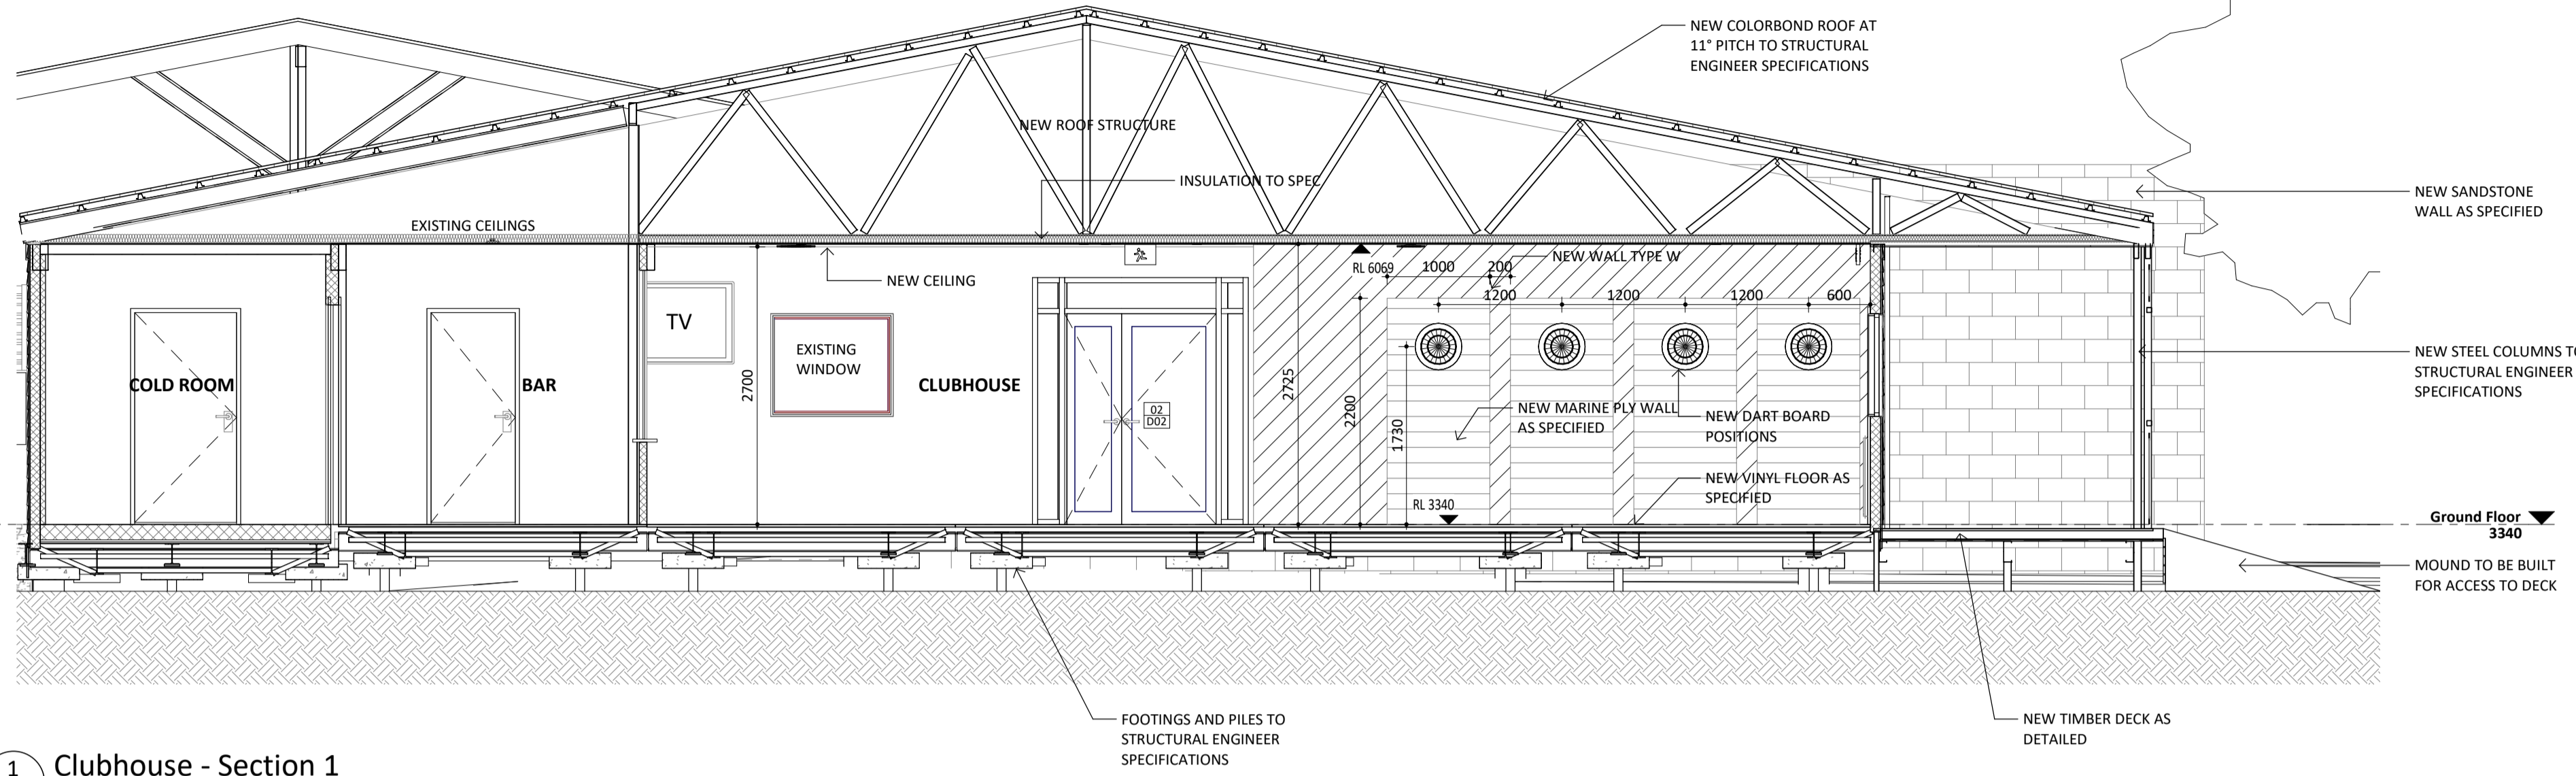 NEW COLORBOND ROOF AT
11° PITCH TO STRUCTURAL
ENGINEER SPECIFICATIONS
NEW ROOF STRUCTURE
INSULATION TO SPEC
NEW SANDSTONE
WALL AS SPECIFIED
EXISTING CEILINGS
NEW CEILING
RL 6069
1000
200
NEW WALL TYPE W
1200
1200
1200
600
TV
EXISTING
WINDOW
2700
COLD ROOM
BAR
CLUBHOUSE
02
D02
2725
2200
1730
NEW MARINE PLY WALL
AS SPECIFIED
NEW DART BOARD
POSITIONS
NEW STEEL COLUMNS TO
STRUCTURAL ENGINEER
SPECIFICATIONS
NEW VINYL FLOOR AS
SPECIFIED
RL 3340
Ground Floor
3340
MOUND TO BE BUILT
FOR ACCESS TO DECK
FOOTINGS AND PILES TO
STRUCTURAL ENGINEER
SPECIFICATIONS
NEW TIMBER DECK AS
DETAILED
1
Clubhouse - Section 1